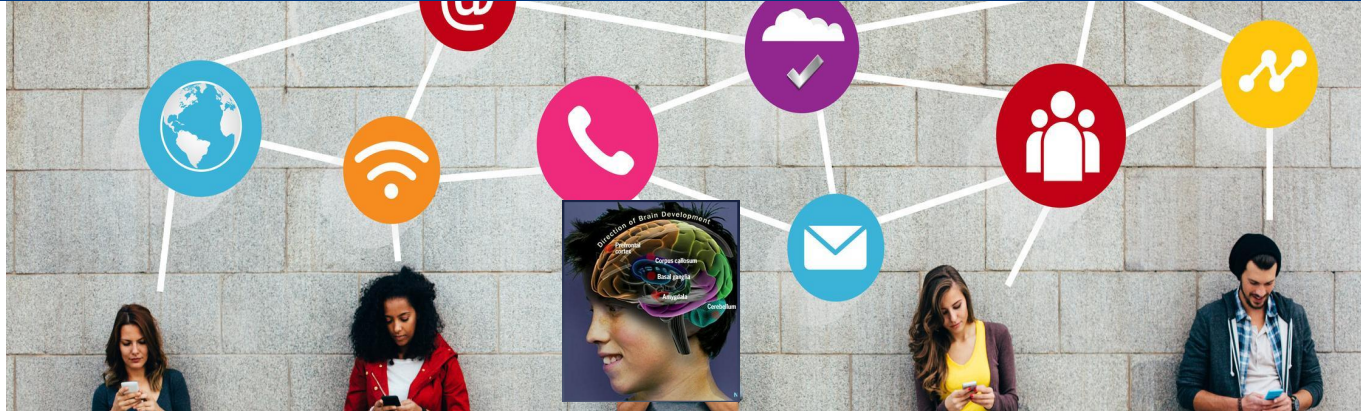 @
Direction of Brain Development
Prefrontal
cortex
Corpus callosum
Basal ganglia
Amygdala
Cerebellum